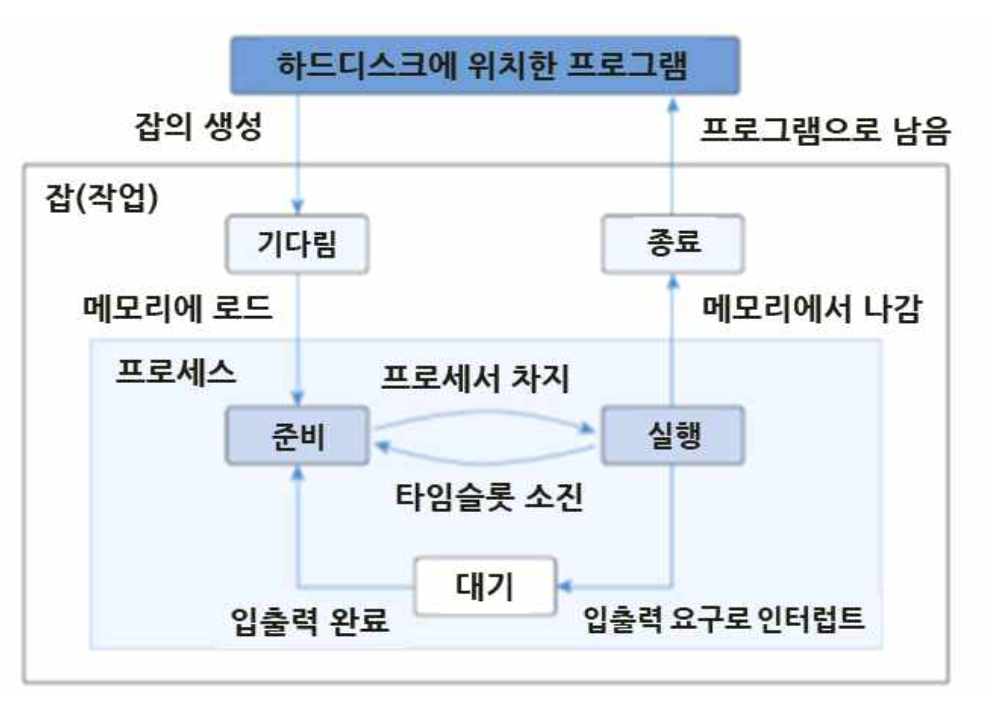 하드디스크에 위치한 프로그램
잡의 생성
프로그램으로 남음
잡(작업)
기다림
종료
메모리에 로드
메모리에서 나감
프로세스
프로세서 차지
준비
실행
타임슬롯 소진
대기
입출력 완료
입출력 요구로 인터럽트